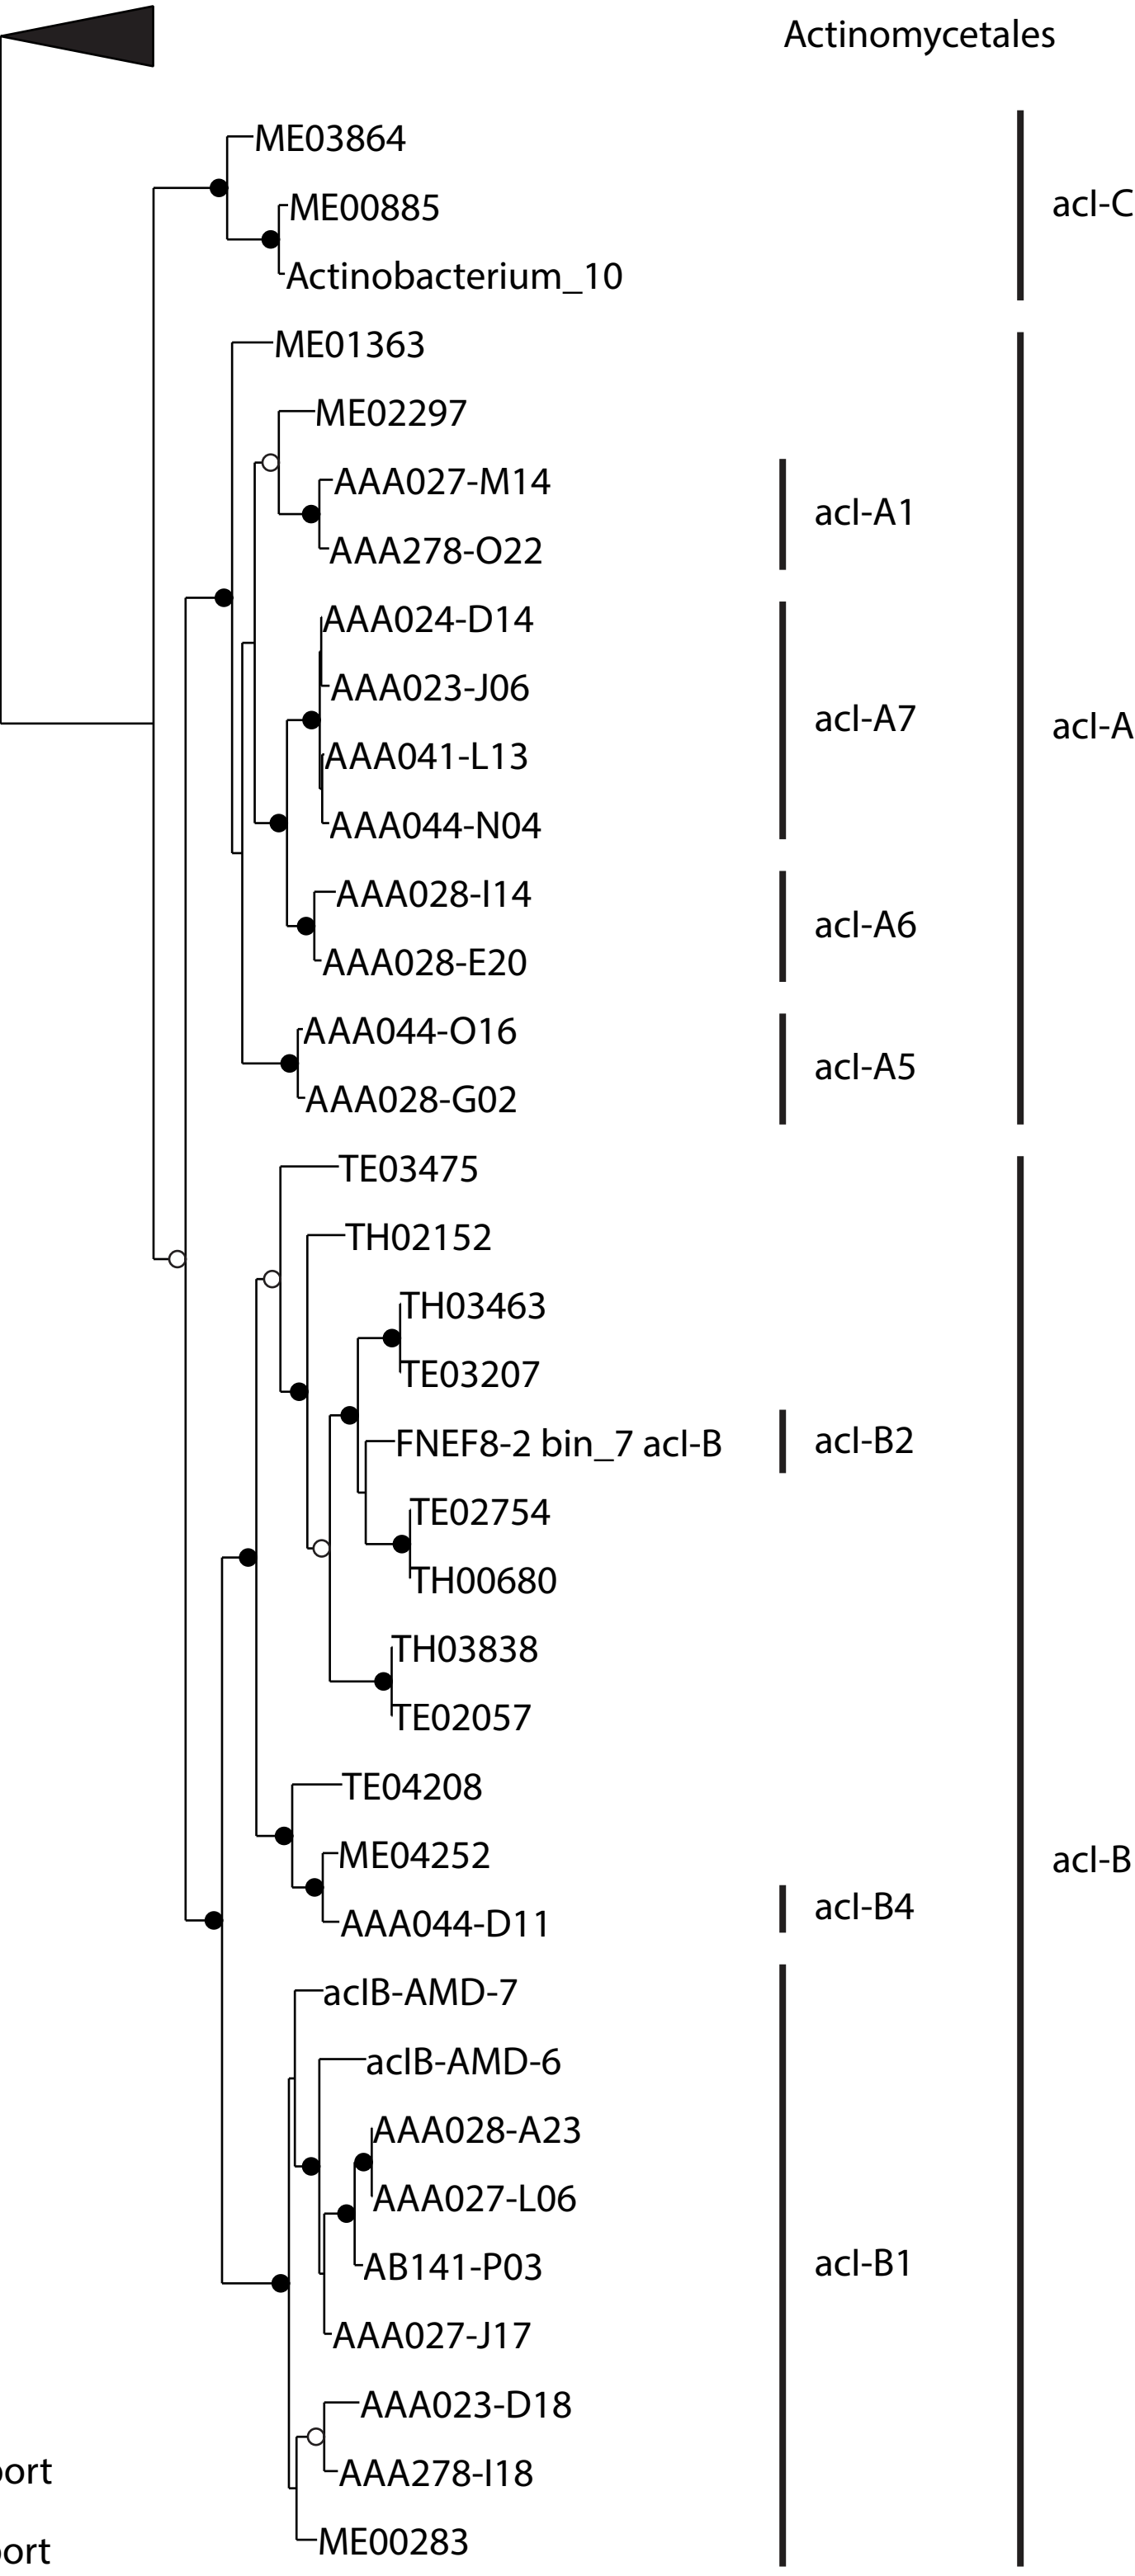 Actinomycetales
ME03864
ME00885
acI-C
Actinobacterium_10
ME01363
ME02297
AAA027-M14
acI-A1
AAA278-O22
AAA024-D14
AAA023-J06
acI-A7
acI-A
AAA041-L13
AAA044-N04
AAA028-I14
acI-A6
AAA028-E20
AAA044-O16
acI-A5
AAA028-G02
TE03475
TH02152
TH03463
TE03207
FNEF8-2 bin_7 acI-B
acI-B2
TE02754
TH00680
TH03838
TE02057
TE04208
ME04252
acI-B
acI-B4
AAA044-D11
acIB-AMD-7
acIB-AMD-6
AAA028-A23
AAA027-L06
AB141-P03
acI-B1
AAA027-J17
AAA023-D18
AAA278-I18
ME00283